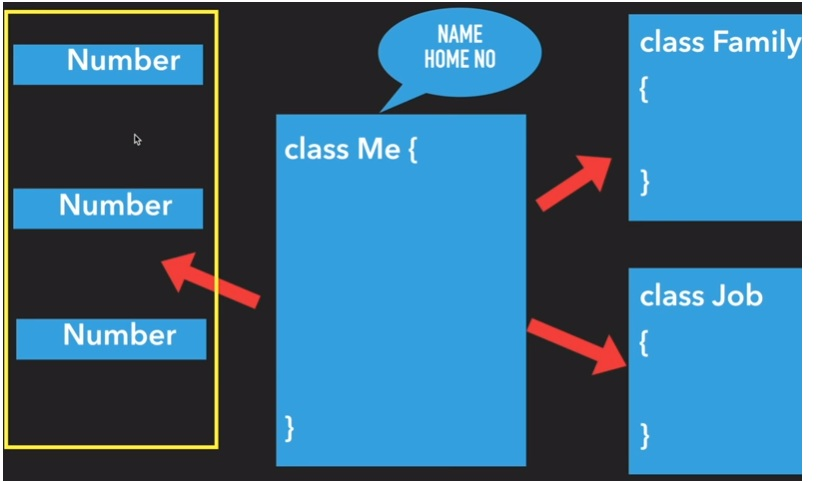 Number
Number
Number
NAME
HOME NO
class Me {
}
class Family
{
}
class Job
{
}